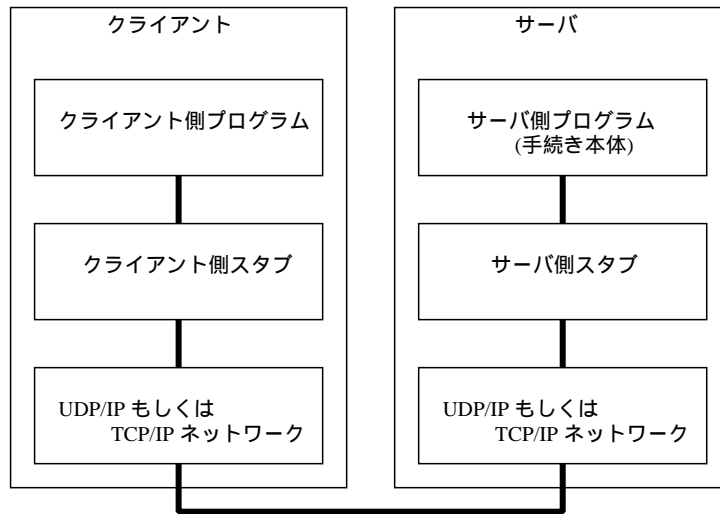 クライアント
クライアント側プログラム
クライアント側スタブ
UDP/IP もしくは
TCP/IP ネットワーク
サーバ
サーバ側プログラム
(手続き本体)
サーバ側スタブ
UDP/IP もしくは
TCP/IP ネットワーク